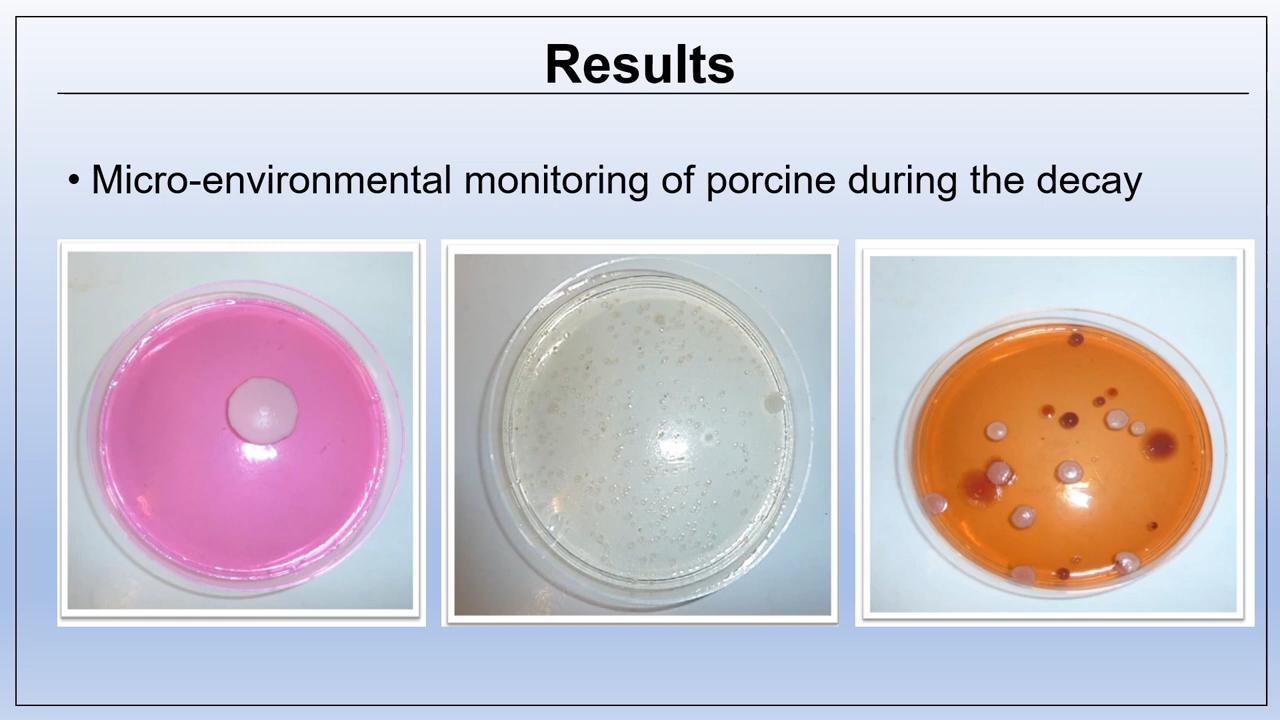 Results
• Micro-environmental monitoring of porcine during the decay